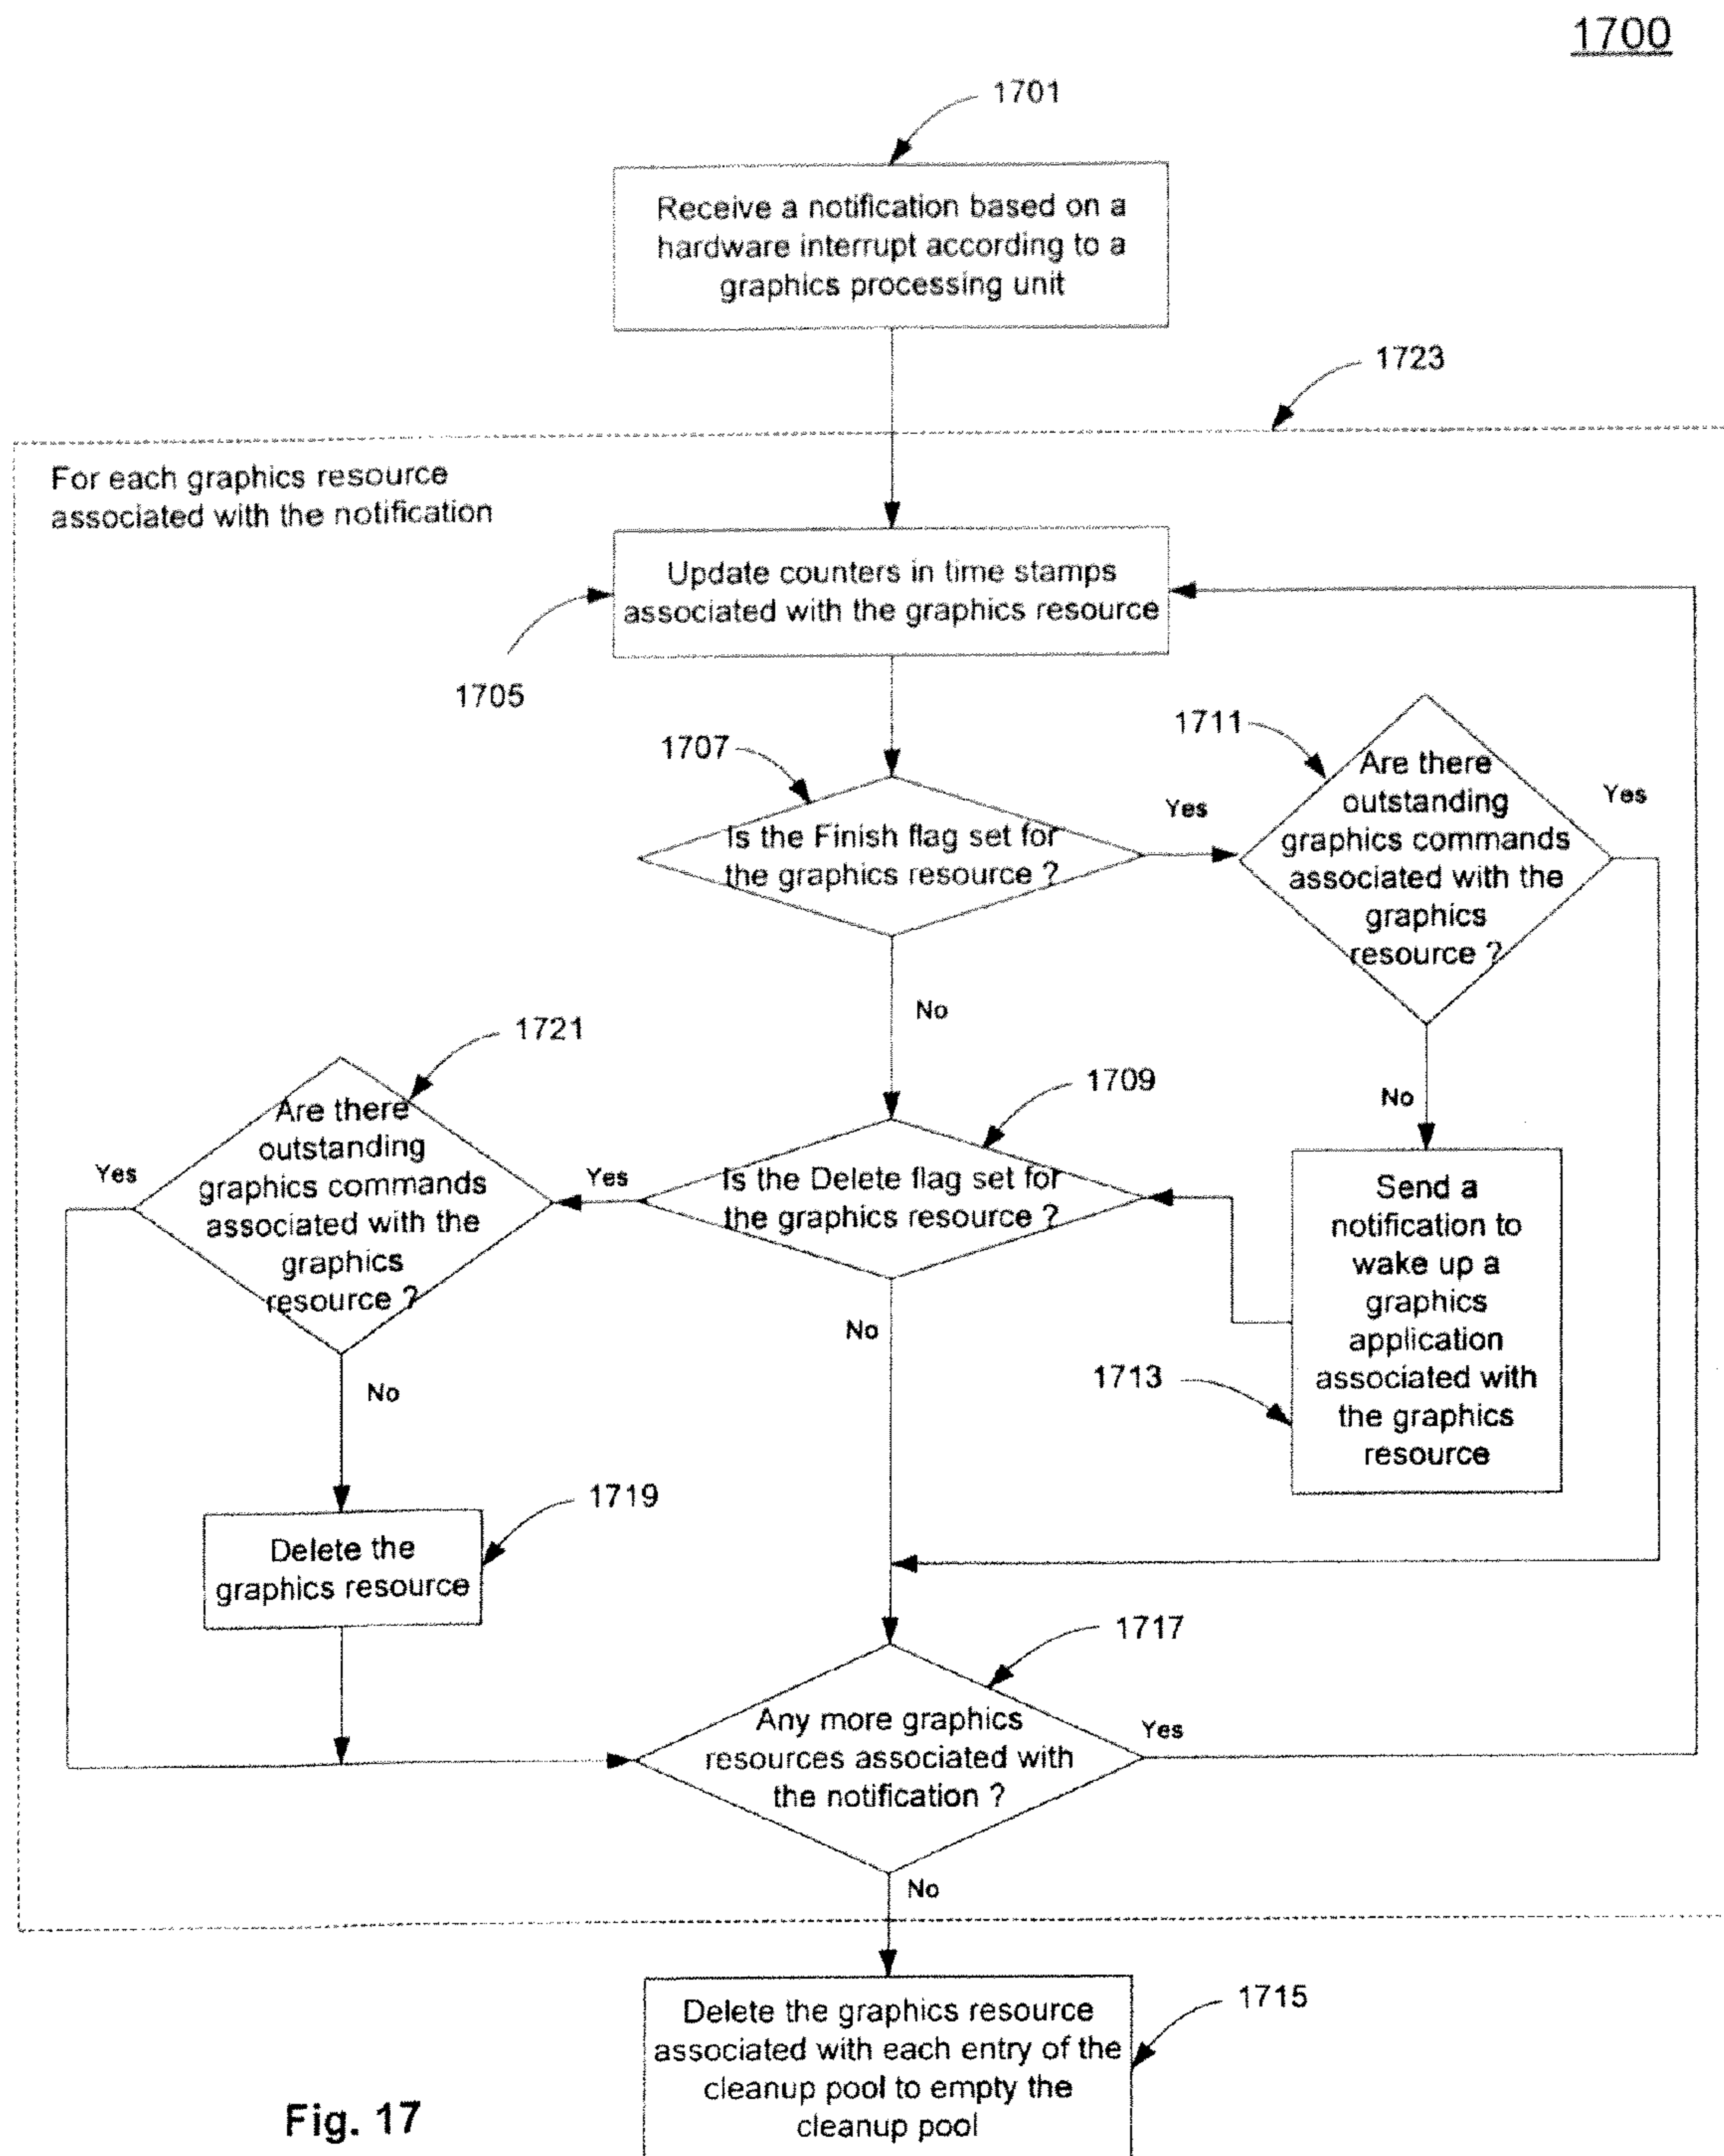 1700
1701
Receive a notification based on a
hardware interrupt according to a
graphics processing unit
1723
For each graphics resource
associated with the notification
Update counters in time stamps
associated with the graphics resource
1705
1707
Is the Finish flag set for
the graphics resource ?
Yes
1711
Are there
outstanding
graphics commands
associated with the
graphics
resource ?
Yes
No
No
1721
Are there
outstanding
graphics commands
associated with the
graphics
resource ?
Yes
Yes
1709
Is the Delete flag set for
the graphics resource ?
Send a
notification to
wake up a
graphics
application
associated with
the graphics
resource
1713
No
No
1719
Delete the
graphics resource
1717
Any more graphics
resources associated with
the notification ?
Yes
No
1715
Delete the graphics resource
associated with each entry of the
cleanup pool to empty the
cleanup pool
Fig. 17